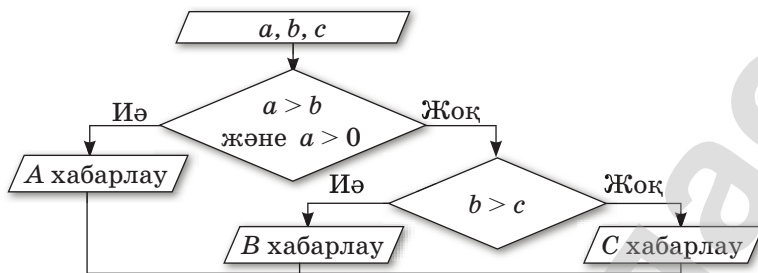 a, b, c
a > b
және a > 0
Иә
Жоқ
A хабарлау
b > c
Иә
Жоқ
B хабарлау
C хабарлау